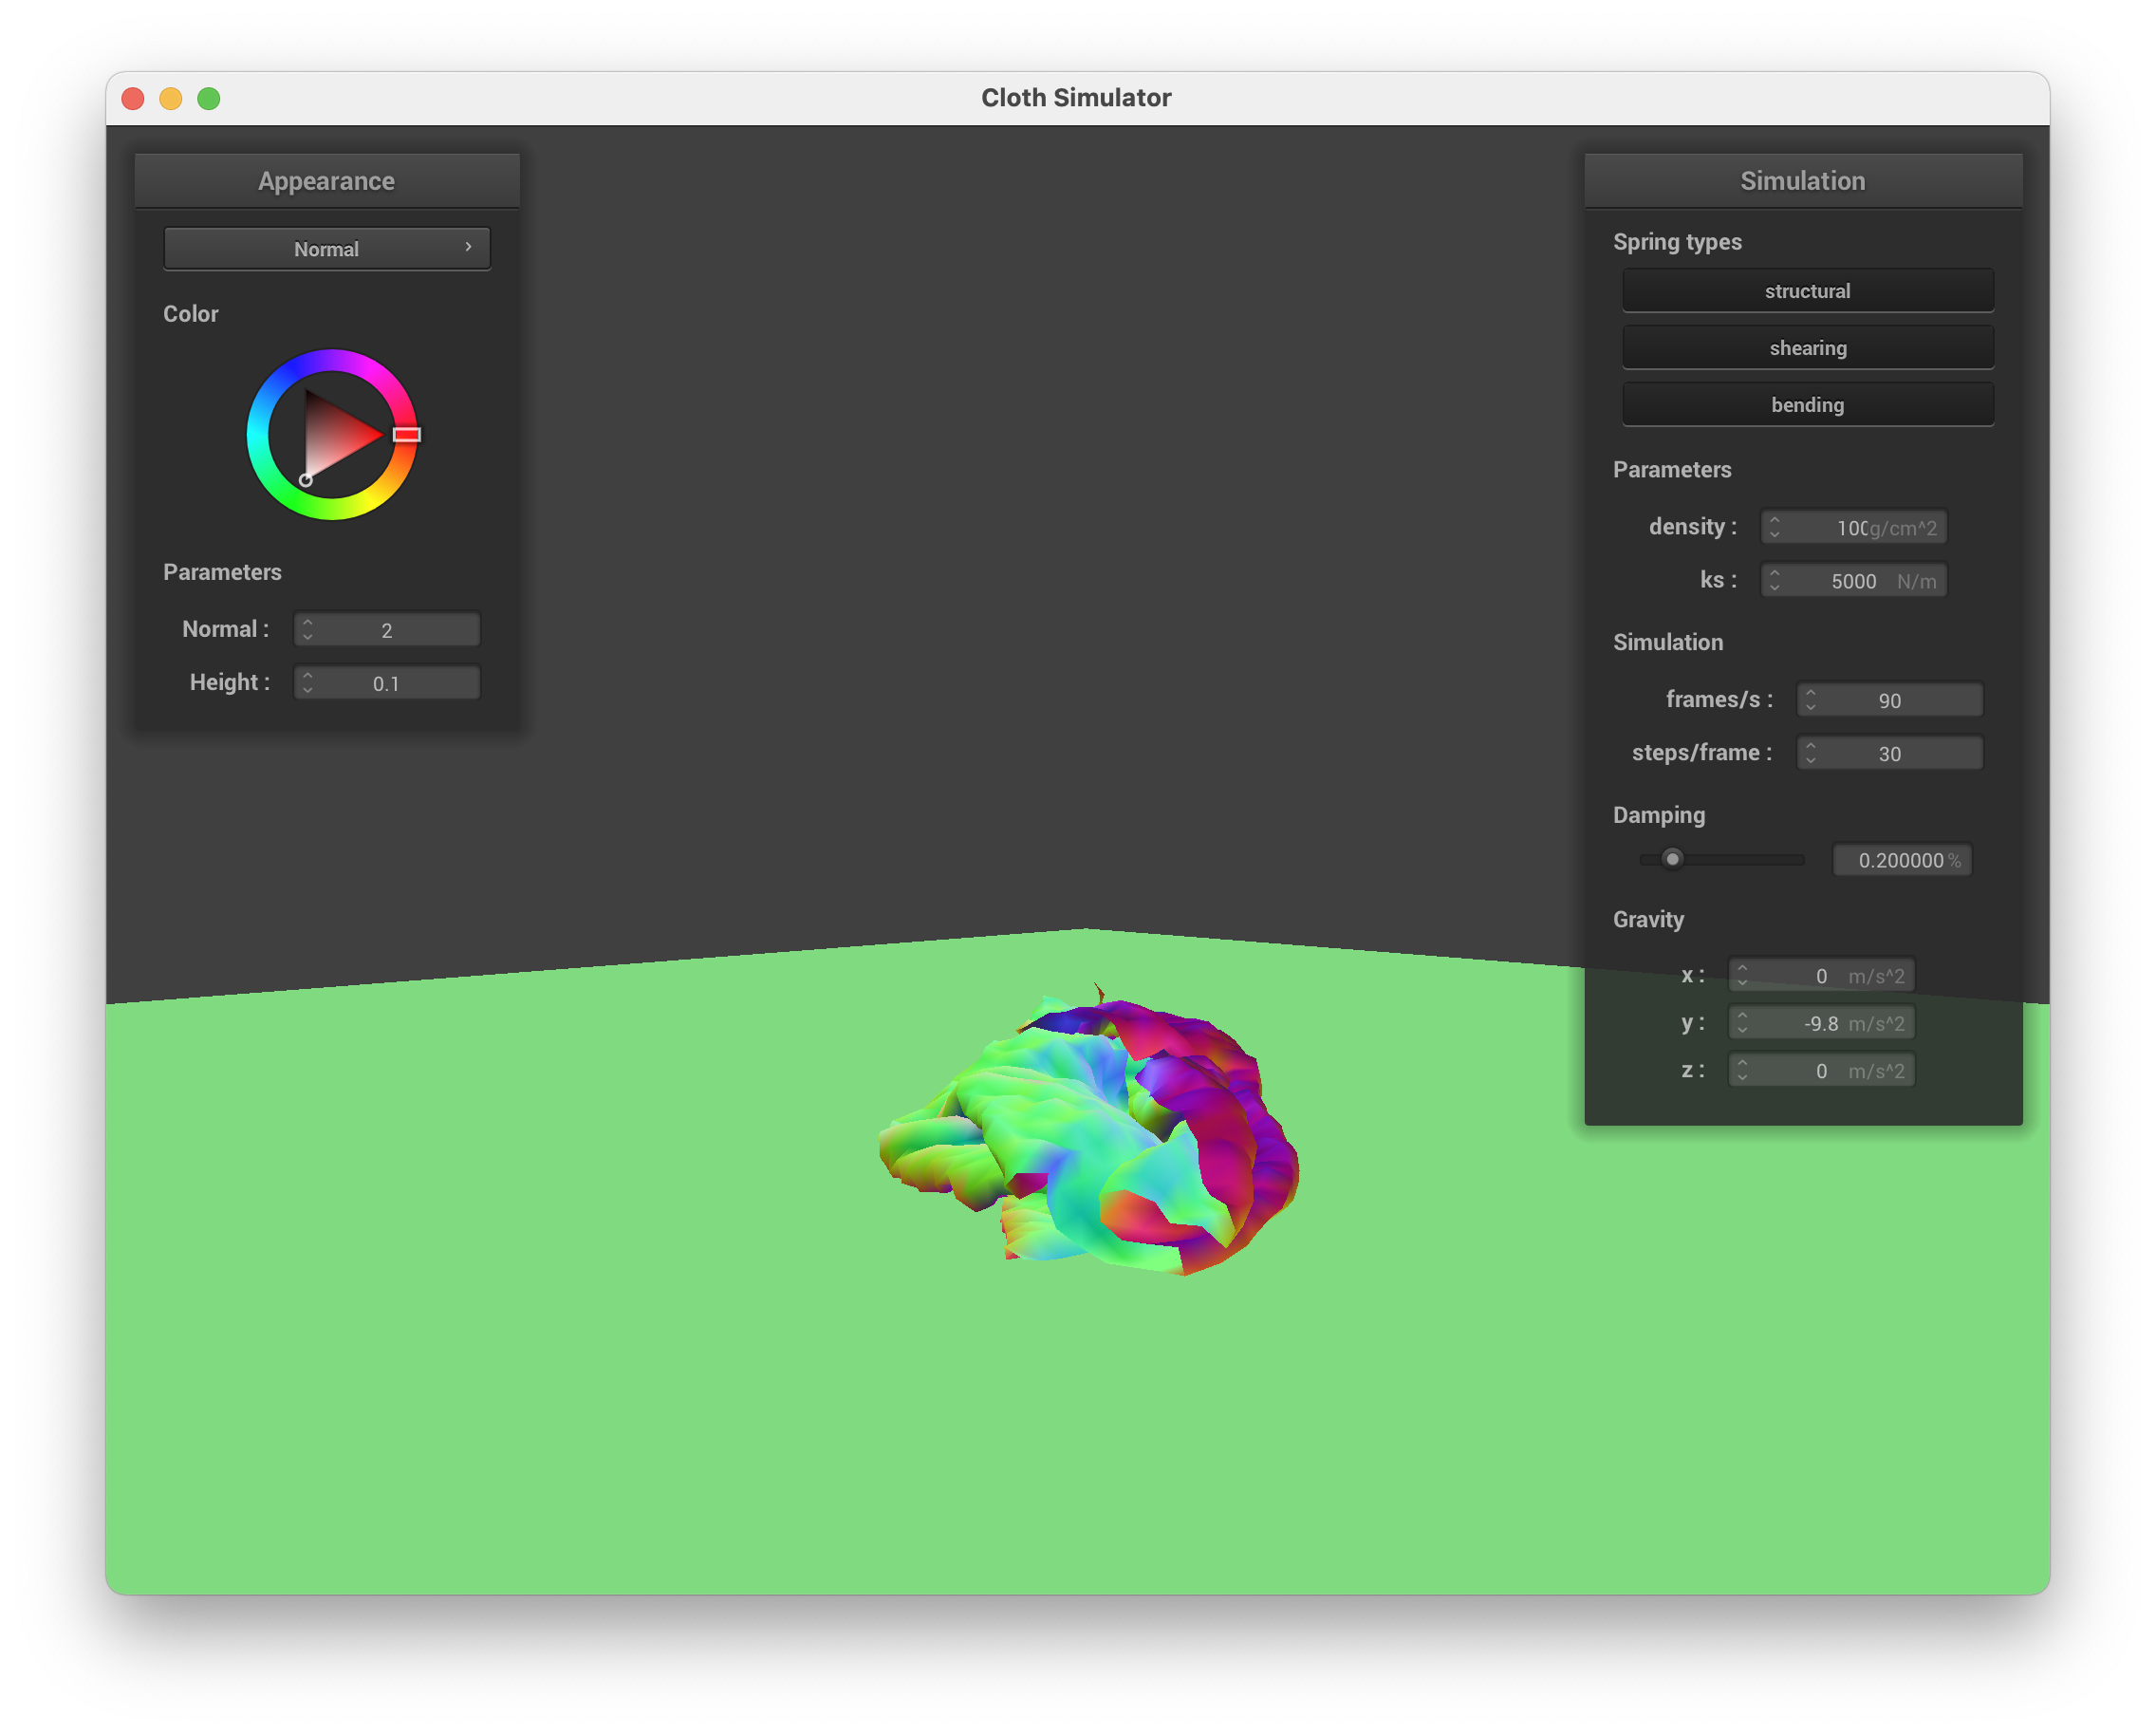 Cloth Simulator
Appearance
Normal
Color
Parameters
Normal : 2
Height : 0.1
Simulation
Spring types
structural
shearing
bending
Parameters
density : 100 g/cm^2
ks : 5000 N/m
Simulation
frames/s : 90
steps/frame : 30
Damping
0.200000 %
Gravity
x : 0 m/s^2
y : -9.8 m/s^2
z : 0 m/s^2